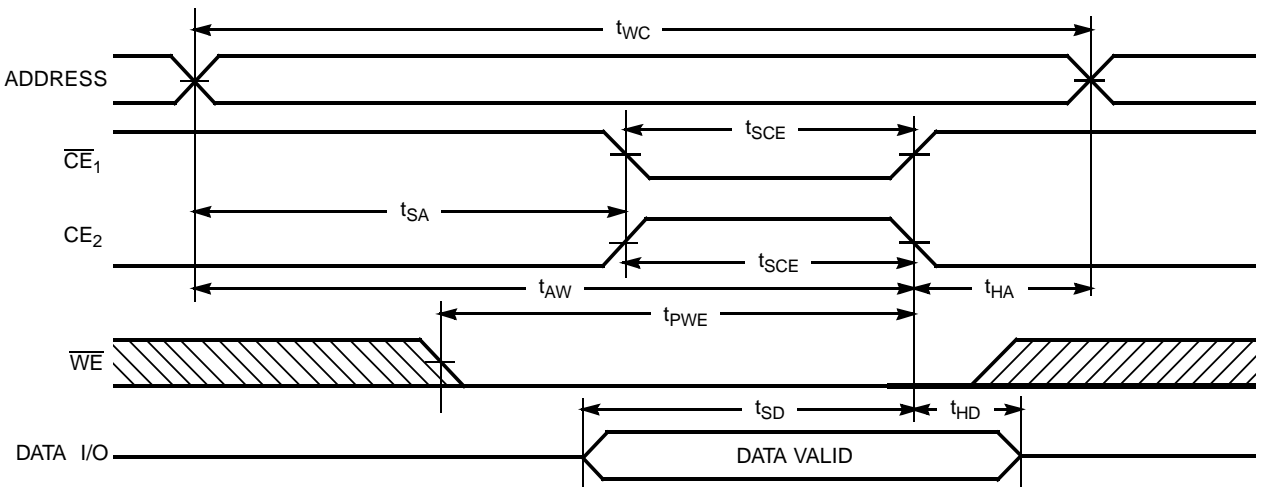 tWC
ADDRESS
tSCE
CE1
tSA
CE2
tSCE
tAW
tHA
tPWE
WE
tSD
tHD
DATA I/O
DATA VALID